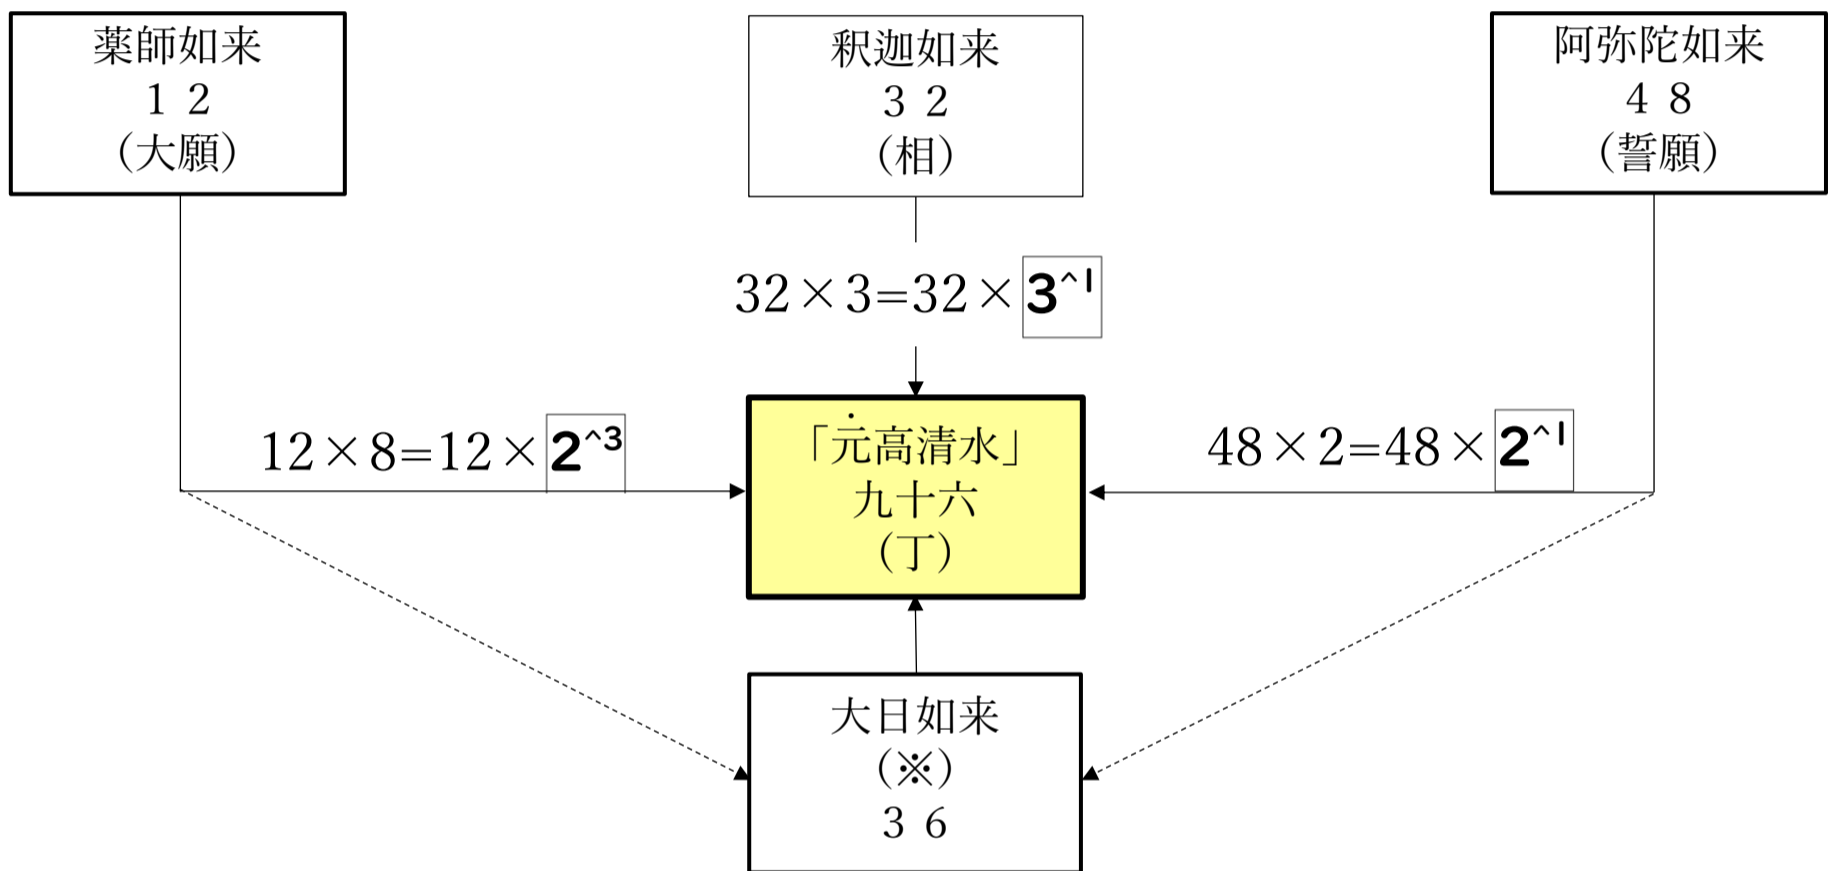 薬師如来
１２
（大願）
釈迦如来
３２
（相）
阿弥陀如来
４８
（誓願）
32×3=32×3^1
12×8=12×2^3
「元高清水」
九十六
（丁）
48×2=48×2^1
大日如来
（※）
３６